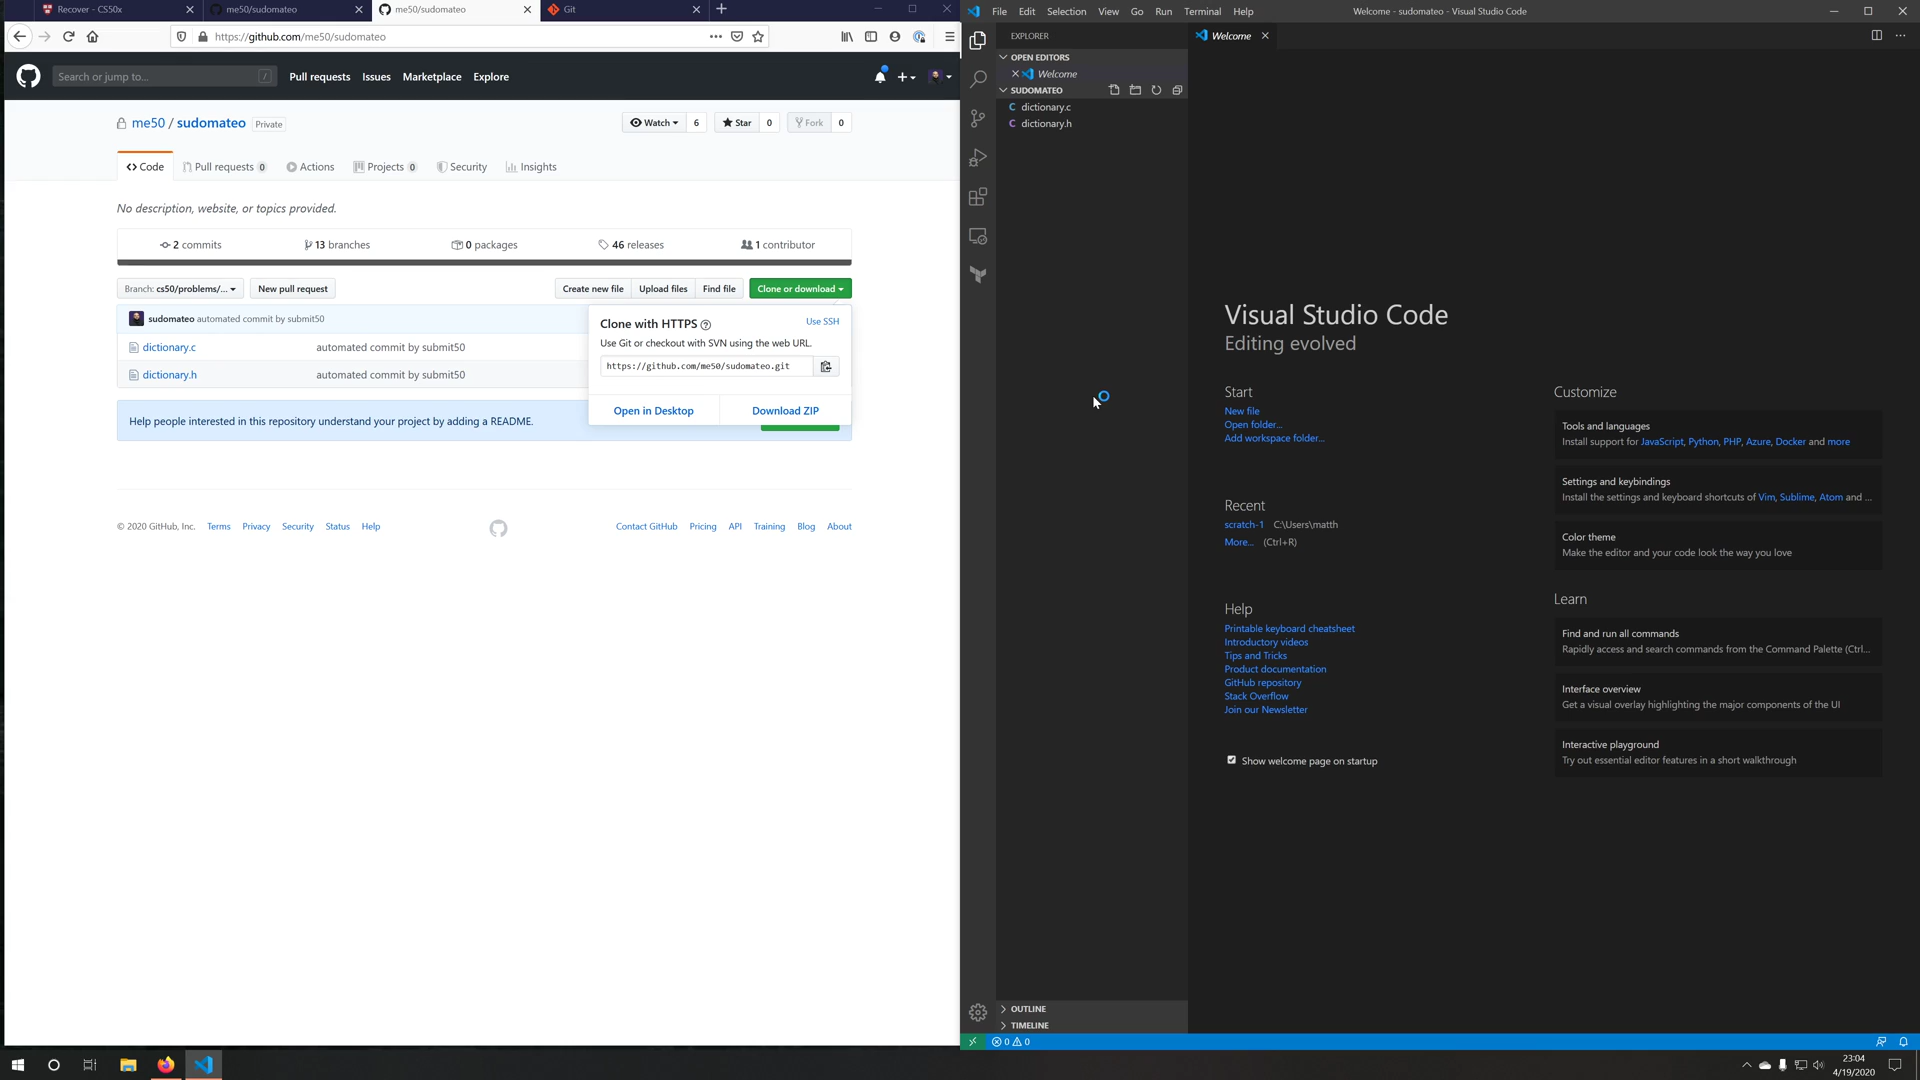 Recover - CS50x
me50/sudomateo
me50/sudomateo
Git
https://github.com/me50/sudomateo
Search or jump to...
/
Pull requests
Issues
Marketplace
Explore
me50 / sudomateo
Private
Watch
6
Star
0
Fork
0
Code
Pull requests 0
Actions
Projects 0
Security
Insights
No description, website, or topics provided.
2 commits
13 branches
0 packages
46 releases
1 contributor
Branch: cs50/problems/...
New pull request
Create new file
Upload files
Find file
Clone or download
sudomateo automated commit by submit50
dictionary.c
automated commit by submit50
dictionary.h
automated commit by submit50
Clone with HTTPS
Use SSH
Use Git or checkout with SVN using the web URL.
https://github.com/me50/sudomateo.git
Open in Desktop
Download ZIP
Help people interested in this repository understand your project by adding a README.
© 2020 GitHub, Inc.
Terms
Privacy
Security
Status
Help
Contact GitHub
Pricing
API
Training
Blog
About
File
Edit
Selection
View
Go
Run
Terminal
Help
Welcome - sudomateo - Visual Studio Code
EXPLORER
OPEN EDITORS
Welcome
SUDOMATEO
C dictionary.c
C dictionary.h
OUTLINE
TIMELINE
Welcome
Visual Studio Code
Editing evolved
Start
New file
Open folder...
Add workspace folder...
Recent
scratch-1 C:\Users\matth
More... (Ctrl+R)
Help
Printable keyboard cheatsheet
Introductory videos
Tips and Tricks
Product documentation
GitHub repository
Stack Overflow
Join our Newsletter
Show welcome page on startup
Customize
Tools and languages
Install support for JavaScript, Python, PHP, Azure, Docker and more
Settings and keybindings
Install the settings and keyboard shortcuts of Vim, Sublime, Atom and ...
Color theme
Make the editor and your code look the way you love
Learn
Find and run all commands
Rapidly access and search commands from the Command Palette (Ctrl...
Interface overview
Get a visual overlay highlighting the major components of the UI
Interactive playground
Try out essential editor features in a short walkthrough
0 0
23:04
4/19/2020